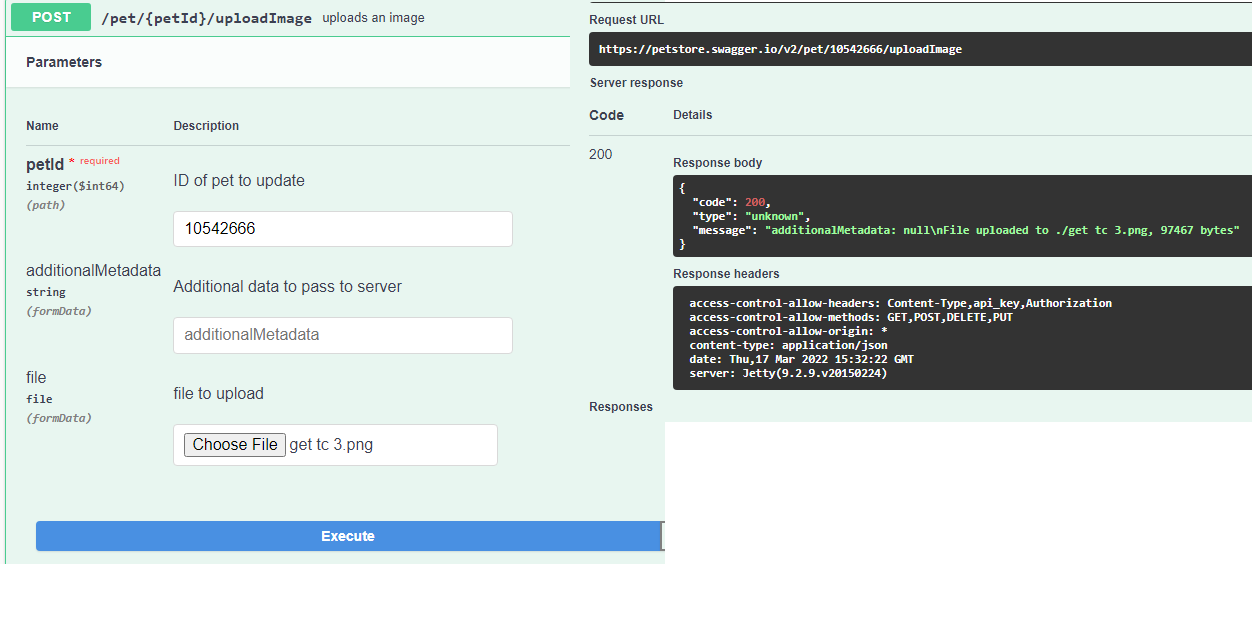 POST /pet/{petId}/uploadImage uploads an image
Parameters
Name Description
petId * required
integer($int64)
(path)
ID of pet to update
10542666
additionalMetadata
string
(formData)
Additional data to pass to server
additionalMetadata
file
file
(formData)
file to upload
Choose File get tc 3.png
Execute
Request URL
https://petstore.swagger.io/v2/pet/10542666/uploadImage
Server response
Code Details
200
Response body
{
"code": 200,
"type": "unknown",
"message": "additionalMetadata: null\nFile uploaded to ./get tc 3.png, 97467 bytes"
}
Response headers
access-control-allow-headers: Content-Type,api_key,Authorization
access-control-allow-methods: GET,POST,DELETE,PUT
access-control-allow-origin: *
content-type: application/json
date: Thu,17 Mar 2022 15:32:22 GMT
server: Jetty(9.2.9.v20150224)
Responses